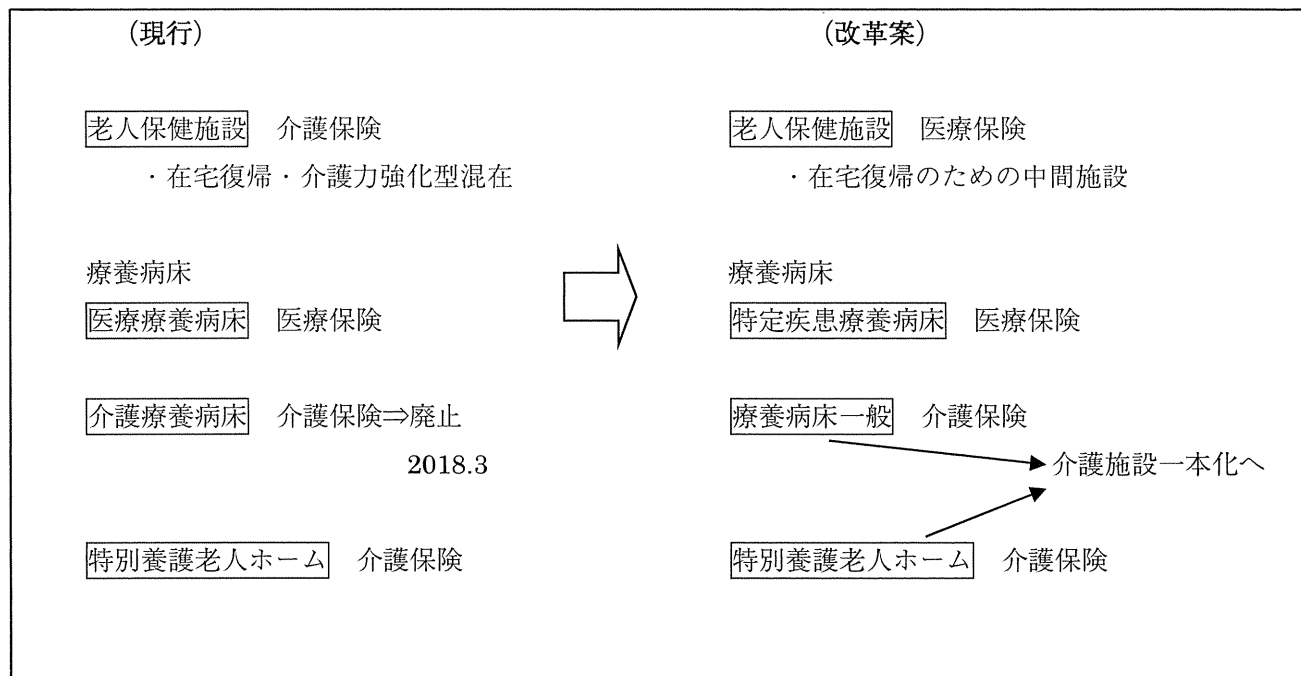 (現行)
老人保健施設 介護保険
・在宅復帰・介護力強化型混在
療養病床
医療療養病床 医療保険
介護療養病床 介護保険⇒廃止
2018.3
特別養護老人ホーム 介護保険
(改革案)
老人保健施設 医療保険
・在宅復帰のための中間施設
療養病床
特定疾患療養病床 医療保険
療養病床一般 介護保険
介護施設一本化へ
特別養護老人ホーム 介護保険